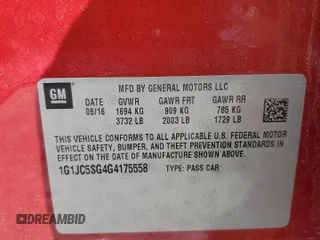 GM
MFD BY GENERAL MOTORS LLC
DATE GVWR GAWR FRT GAWR RR
06/16 1694 KG 909 KG 785 KG
3732 LB 2003 LB 1729 LB
THIS VEHICLE CONFORMS TO ALL APPLICABLE U.S. FEDERAL MOTOR
VEHICLE SAFETY, BUMPER, AND THEFT PREVENTION STANDARDS IN
EFFECT ON THE DATE OF MANUFACTURE SHOWN ABOVE.
1G1JC5SG4G4175558 TYPE: PASS CAR
DREAMBID